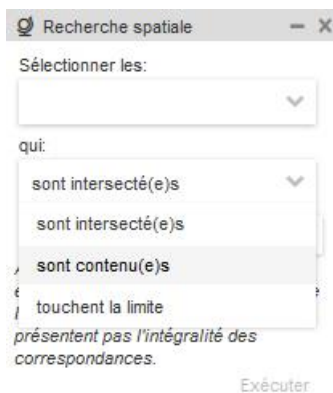 Recherche spatiale
Sélectionner les:
qui:
sont intersecté(e)s
sont intersecté(e)s
sont contenu(e)s
touchent la limite
présentent pas l'intégralité des
correspondances.
Exécuter